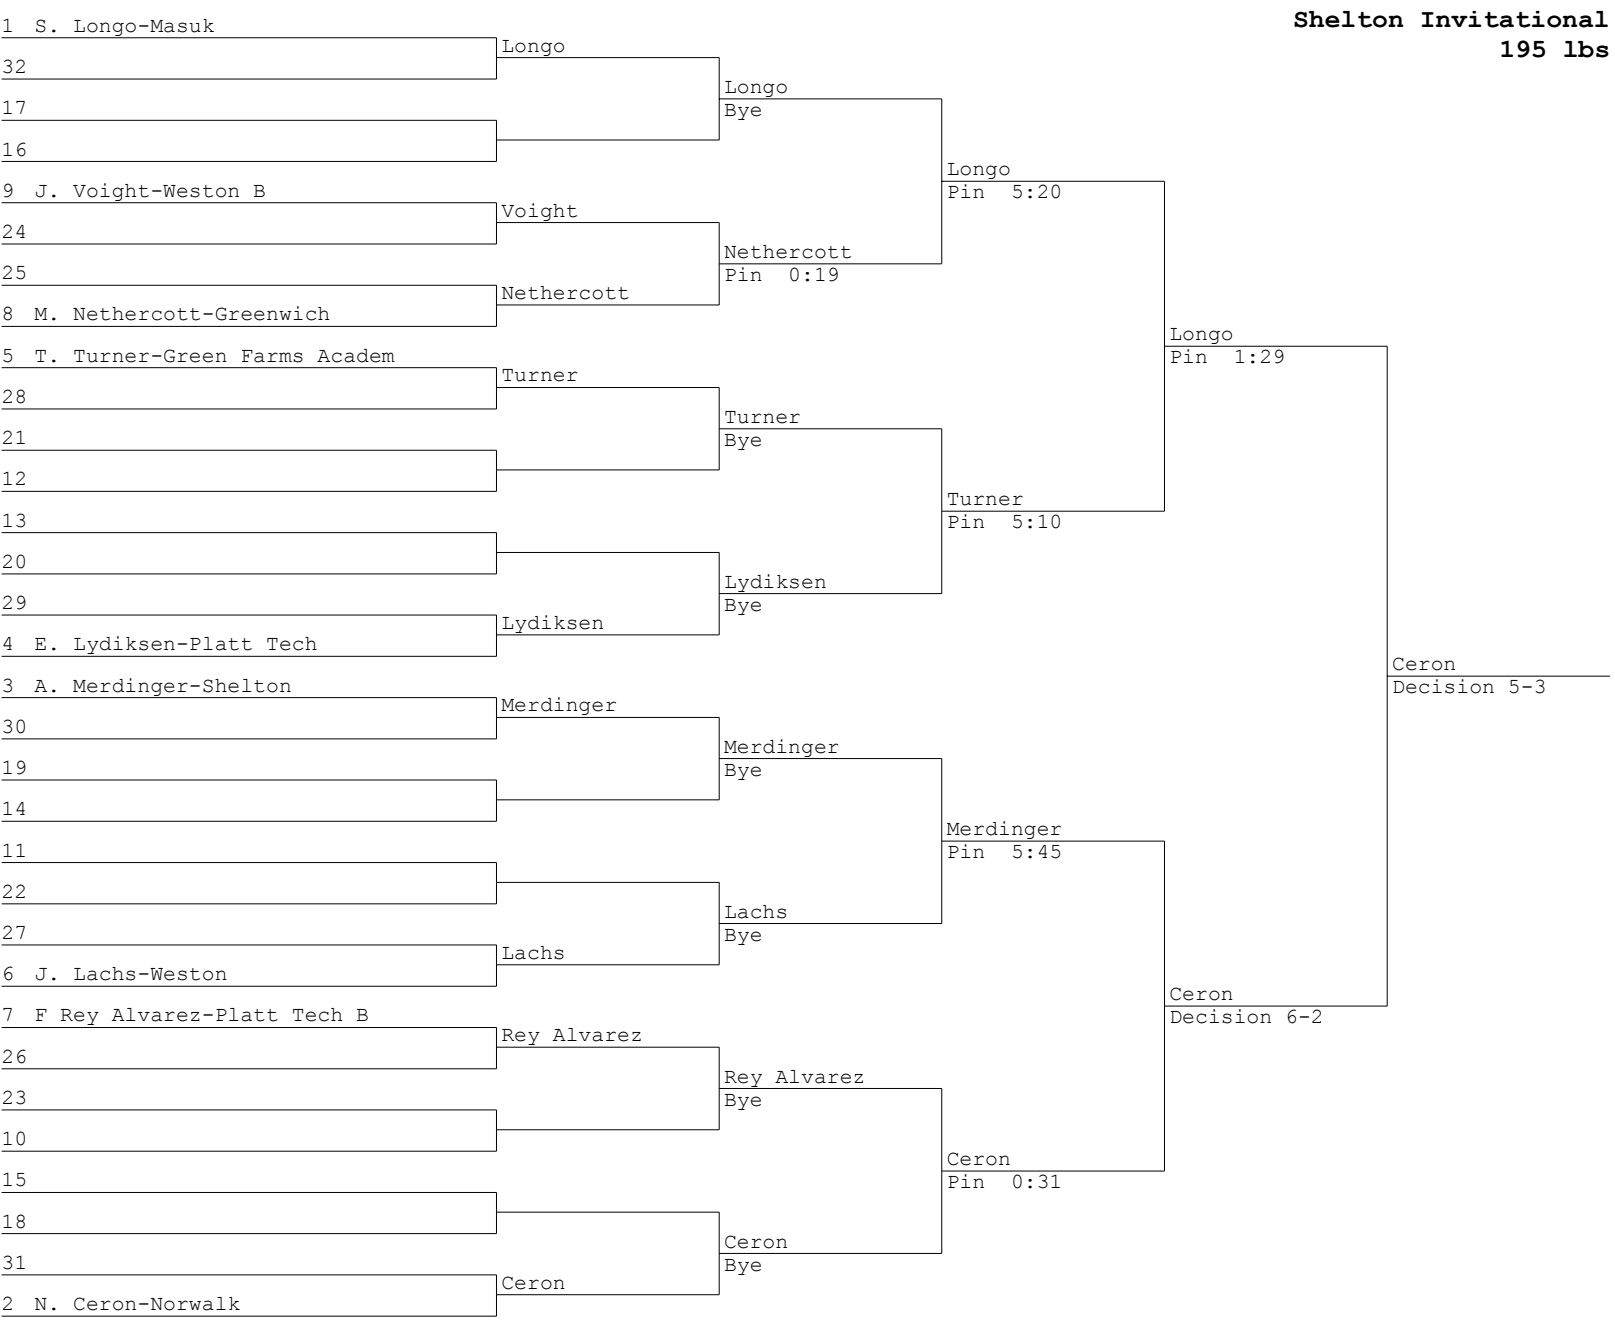 Shelton Invitational
195 lbs
1 S. Longo-Masuk
32
17
16
9 J. Voight-Weston B
24
25
8 M. Nethercott-Greenwich
5 T. Turner-Green Farms Academ
28
21
12
13
20
29
4 E. Lydiksen-Platt Tech
3 A. Merdinger-Shelton
30
19
14
11
22
27
6 J. Lachs-Weston
7 F Rey Alvarez-Platt Tech B
26
23
10
15
18
31
2 N. Ceron-Norwalk
Longo
Voight
Nethercott
Turner
Lydiksen
Merdinger
Lachs
Rey Alvarez
Ceron
Longo
Bye
Nethercott
Pin 0:19
Turner
Bye
Lydiksen
Bye
Merdinger
Bye
Lachs
Bye
Rey Alvarez
Bye
Ceron
Bye
Longo
Pin 5:20
Turner
Pin 5:10
Merdinger
Pin 5:45
Ceron
Pin 0:31
Longo
Pin 1:29
Ceron
Decision 6-2
Ceron
Decision 5-3